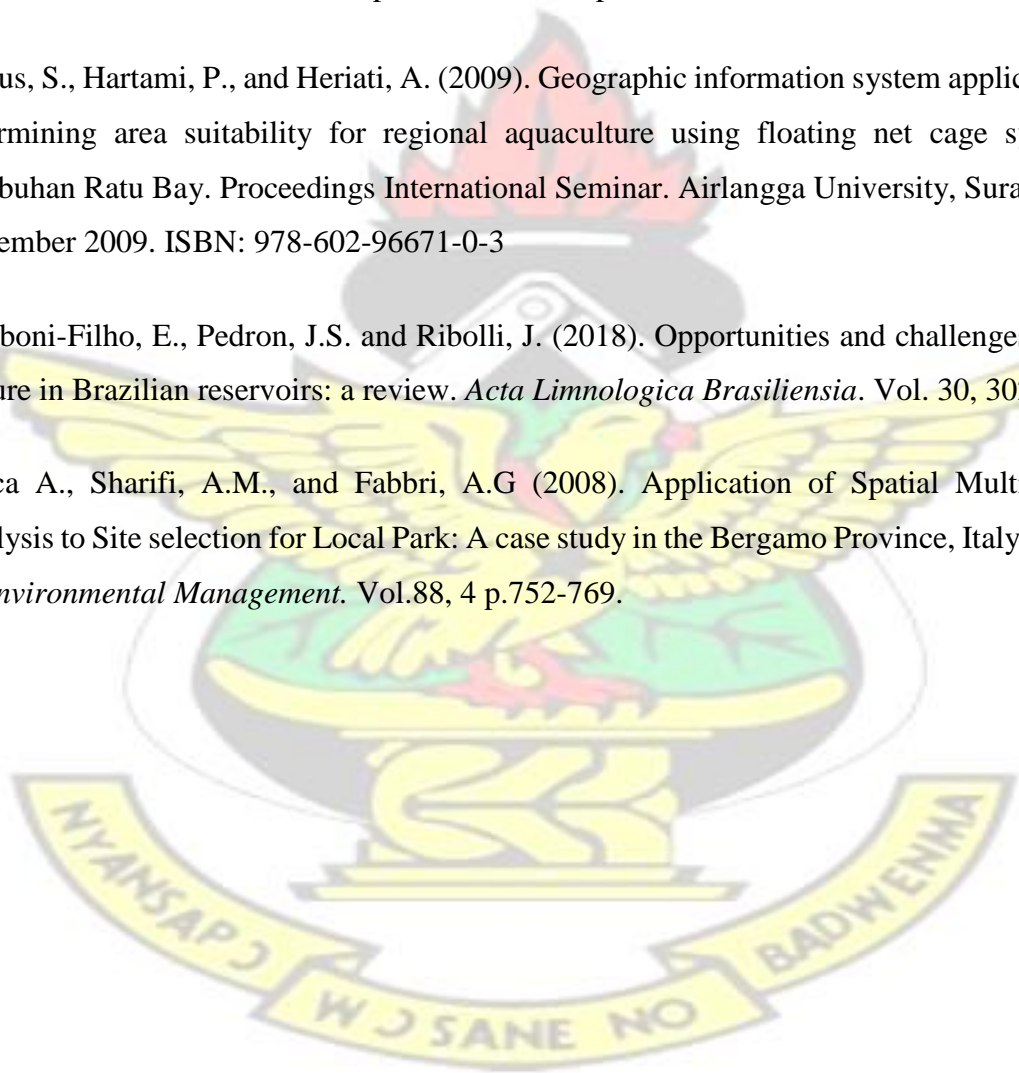 us, S., Hartami, P., and Heriati, A. (2009). Geographic information system applic
rmining area suitability for regional aquaculture using floating net cage s
buhan Ratu Bay. Proceedings International Seminar. Airlangga University, Sura
ember 2009. ISBN: 978-602-96671-0-3
boni-Filho, E., Pedron, J.S. and Ribolli, J. (2018). Opportunities and challenges
ure in Brazilian reservoirs: a review. Acta Limnologica Brasiliensia. Vol. 30, 30
ca A., Sharifi, A.M., and Fabbri, A.G (2008). Application of Spatial Mult
lysis to Site selection for Local Park: A case study in the Bergamo Province, Italy
nvironmental Management. Vol.88, 4 p.752-769.
NYANSAPƆ WƆSANE NO BADWENMA